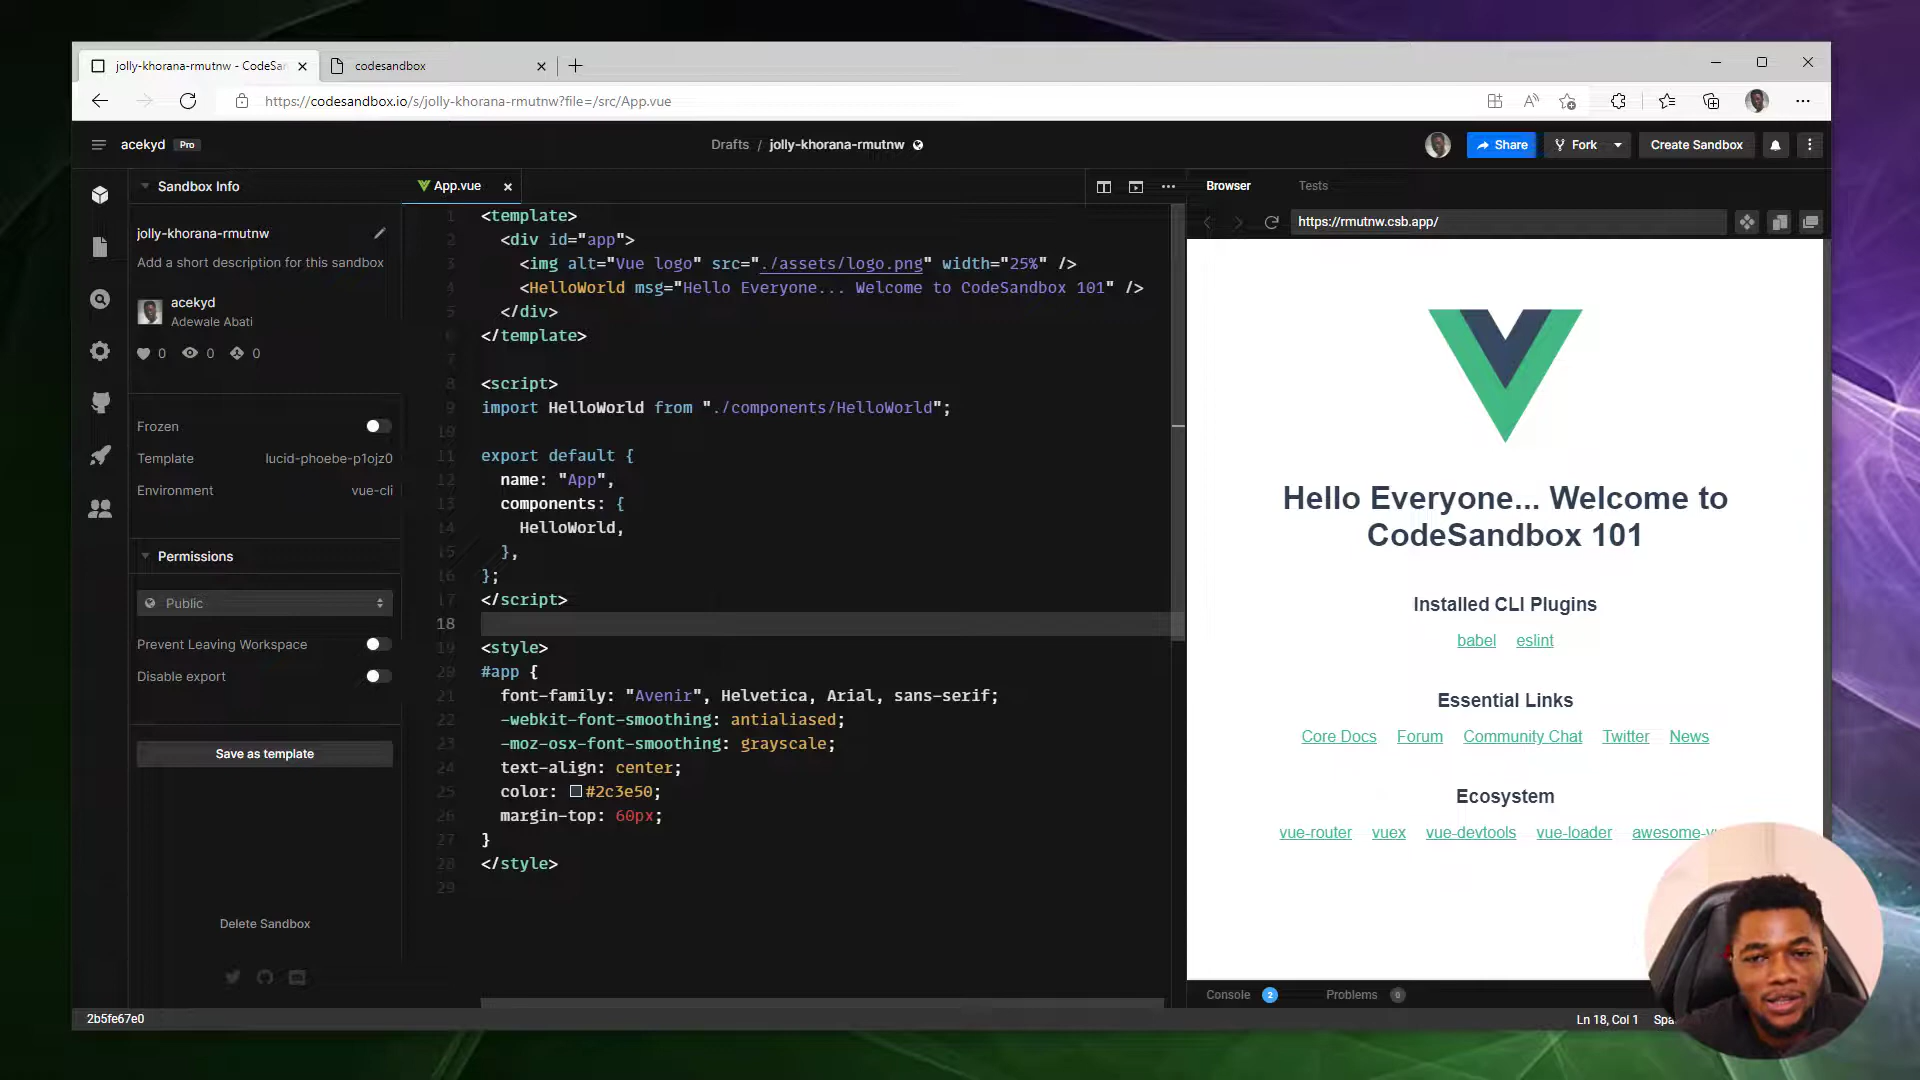 jolly-khorana-rmutnw - CodeSan
codesandbox
https://codesandbox.io/s/jolly-khorana-rmutnw?file=/src/App.vue
acekyd Pro
Drafts / jolly-khorana-rmutnw
Share
Fork
Create Sandbox
Sandbox Info
jolly-khorana-rmutnw
Add a short description for this sandbox
acekyd
Adewale Abati
0 0 0
Frozen
Template lucid-phoebe-p1ojz0
Environment vue-cli
Permissions
Public
Prevent Leaving Workspace
Disable export
Save as template
Delete Sandbox
2b5fe67e0
App.vue
1 <template>
2 <div id="app">
3 <img alt="Vue logo" src="./assets/logo.png" width="25%" />
4 <HelloWorld msg="Hello Everyone... Welcome to CodeSandbox 101" />
5 </div>
6 </template>
7
8 <script>
9 import HelloWorld from "./components/HelloWorld";
10
11 export default {
12 name: "App",
13 components: {
14 HelloWorld,
15 },
16 };
17 </script>
18
19 <style>
20 #app {
21 font-family: "Avenir", Helvetica, Arial, sans-serif;
22 -webkit-font-smoothing: antialiased;
23 -moz-osx-font-smoothing: grayscale;
24 text-align: center;
25 color: #2c3e50;
26 margin-top: 60px;
27 }
28 </style>
29
Browser Tests
https://rmutnw.csb.app/
Hello Everyone... Welcome to
CodeSandbox 101
Installed CLI Plugins
babel eslint
Essential Links
Core Docs Forum Community Chat Twitter News
Ecosystem
vue-router vuex vue-devtools vue-loader awesome-v
Console 2 Problems 0
Ln 18, Col 1 Spa